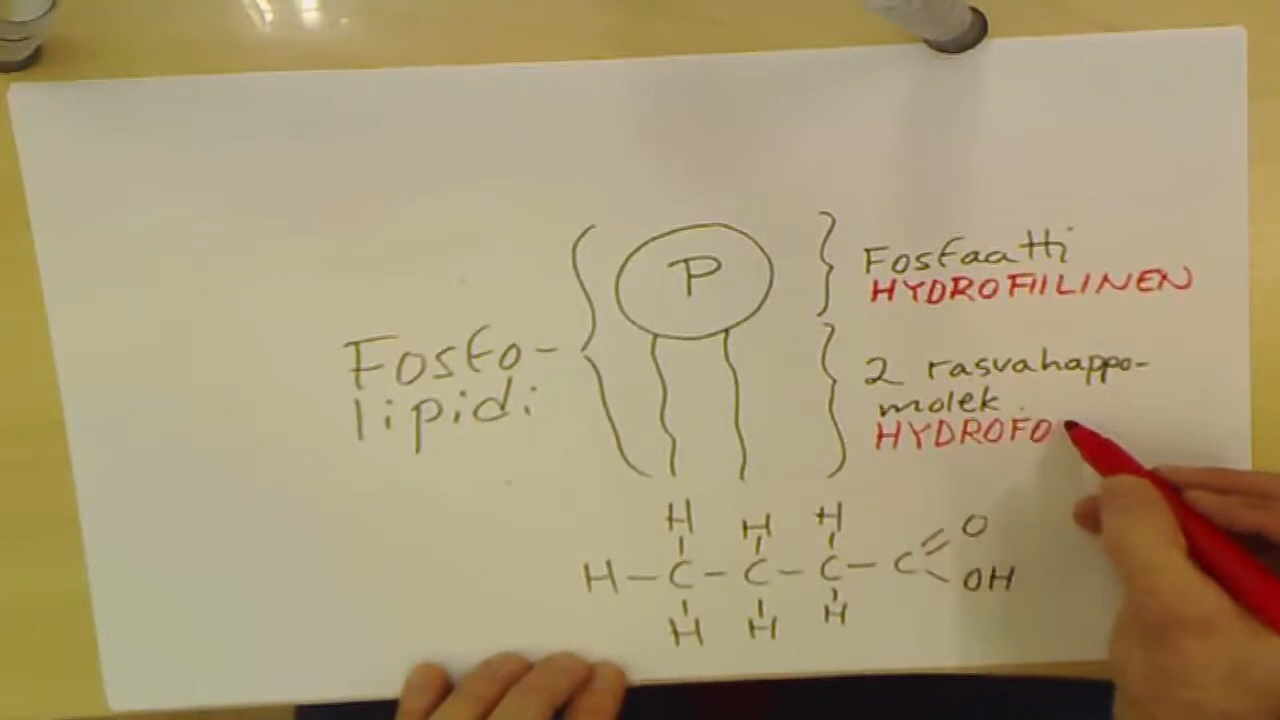 P
Fosfaatti
HYDROFIILINEN
Fosfo-
lipidi
2 rasvahappo-
molek.
HYDROFO
H H H
H-C-C-C-C=O
OH
H H H